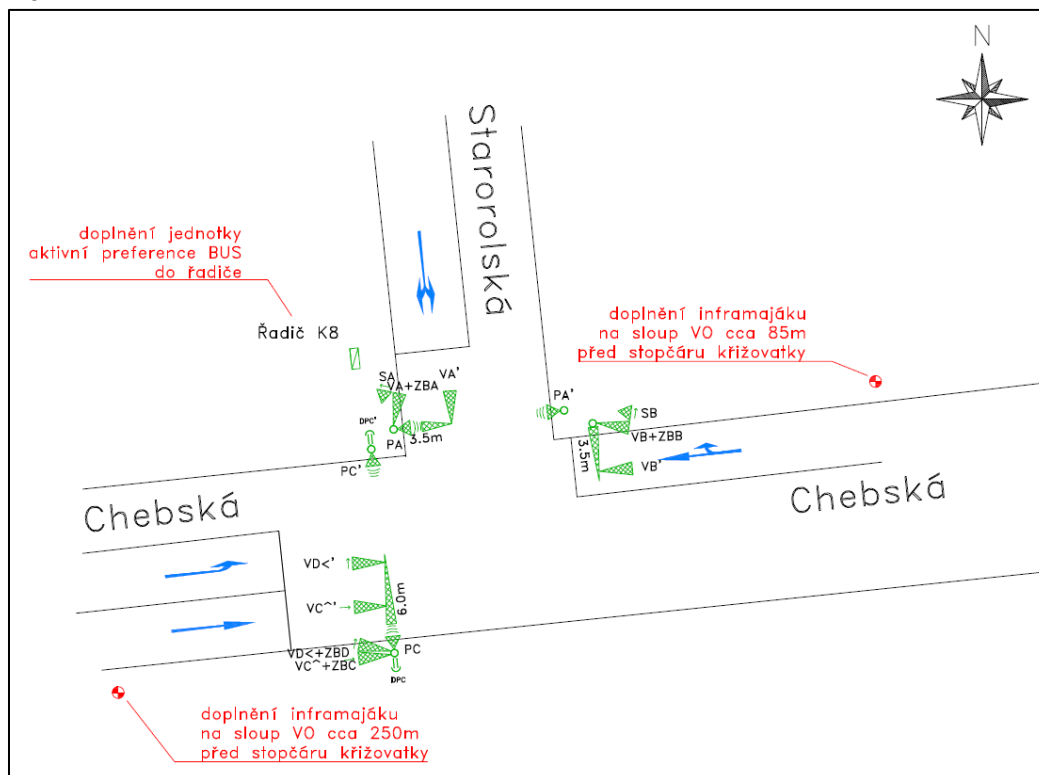 N
Starorolská
doplnění jednotky
aktivní preference BUS
do řadiče
Řadič K8
doplnění inframajáku
na sloup VO cca 85m
před stopčáru křižovatky
SA
VA'
VA+ZBA
PA'
DPC'
PA
3.5m
SB
VB+ZBB
3.5m
VB'
PC'
Chebská
Chebská
VD<'
VC^'
6.0m
PC
VD<+ZBD
VC^+ZBC
DPC
doplnění inframajáku
na sloup VO cca 250m
před stopčáru křižovatky